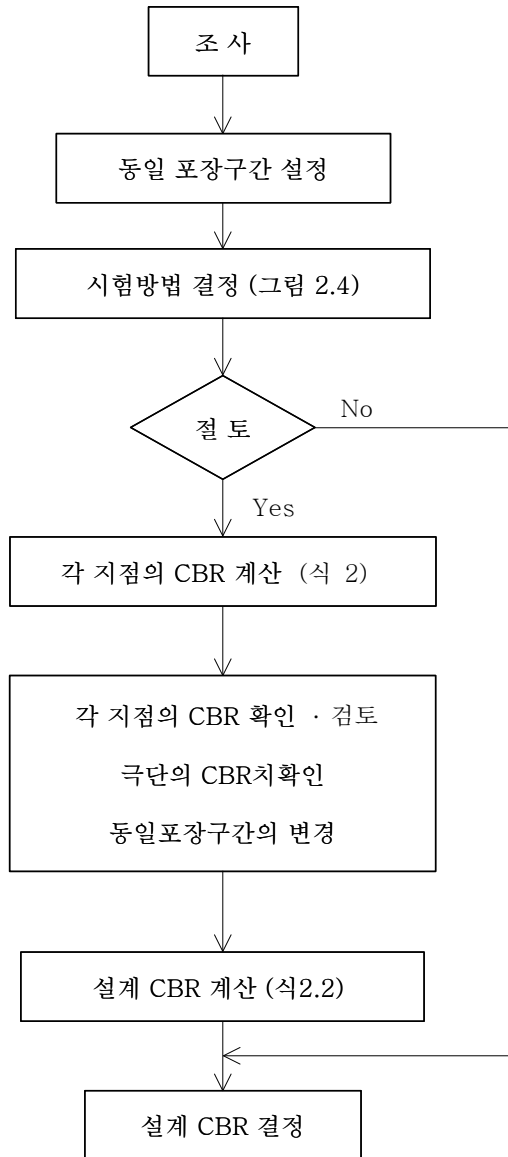 조 사
동일 포장구간 설정
시험방법 결정 (그림 2.4)
절 토
No
Yes
각 지점의 CBR 계산 (식 2)
각 지점의 CBR 확인 · 검토
극단의 CBR치확인
동일포장구간의 변경
설계 CBR 계산 (식2.2)
설계 CBR 결정